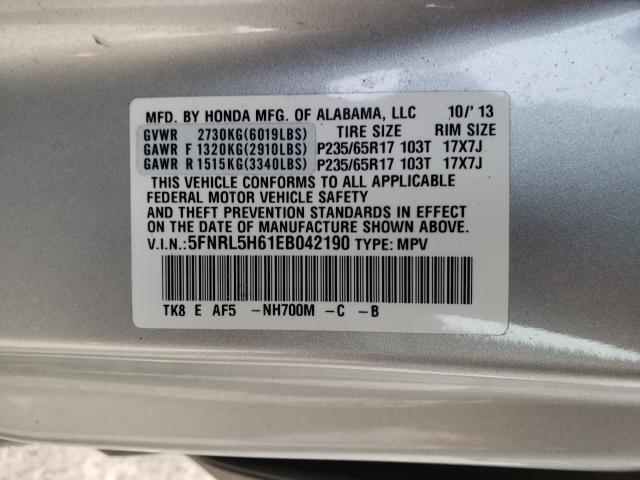 MFD. BY HONDA MFG. OF ALABAMA, LLC 10/'13
GVWR 2730KG(6019LBS) TIRE SIZE RIM SIZE
GAWR F 1320KG(2910LBS) P235/65R17 103T 17X7J
GAWR R 1515KG(3340LBS) P235/65R17 103T 17X7J
THIS VEHICLE CONFORMS TO ALL APPLICABLE
FEDERAL MOTOR VEHICLE SAFETY
AND THEFT PREVENTION STANDARDS IN EFFECT
ON THE DATE OF MANUFACTURE SHOWN ABOVE.
V.I.N.:5FNRL5H61EB042190 TYPE: MPV
TK8 E AF5 -NH700M -C -B